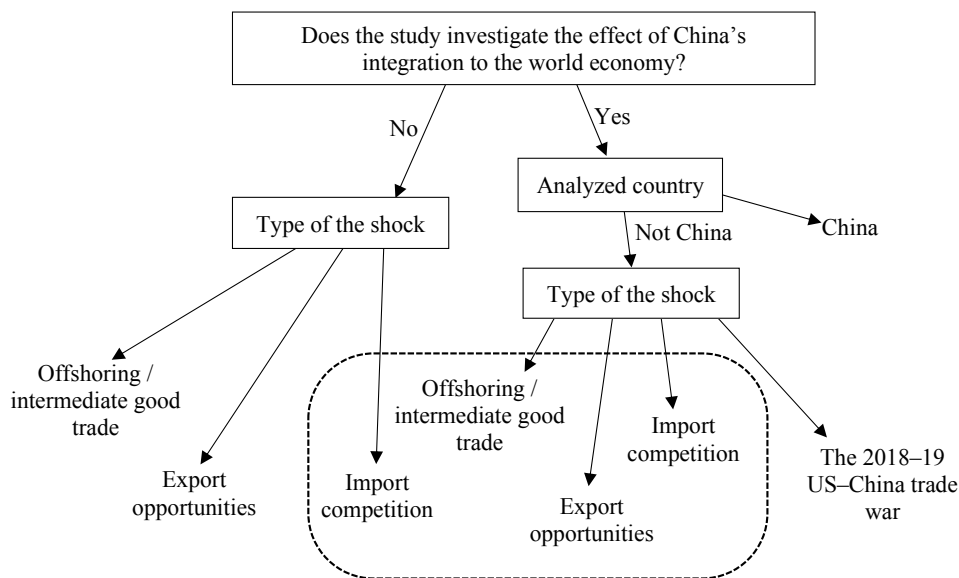 Does the study investigate the effect of China’s
integration to the world economy?
No
Yes
Analyzed country
Type of the shock
China
Not China
Type of the shock
Offshoring /
intermediate good
trade
Export
opportunities
Import
competition
Offshoring /
intermediate good
trade
Export
opportunities
Import
competition
The 2018–19
US–China trade
war